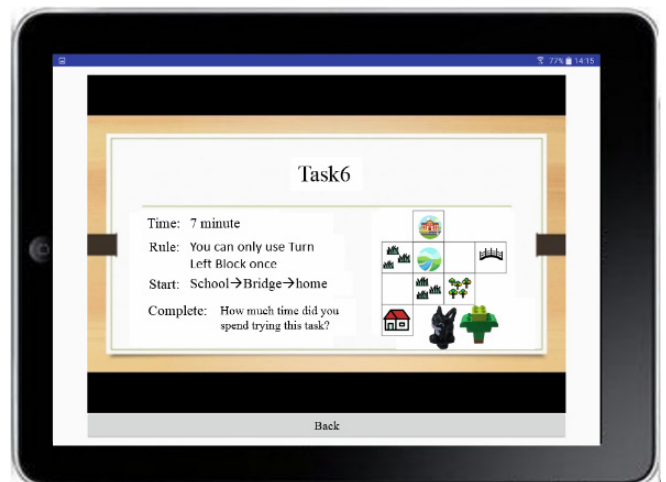 77% 14:15
Task6
Time: 7 minute
Rule: You can only use Turn
Left Block once
Start: School→Bridge→home
Complete: How much time did you
spend trying this task?
Back